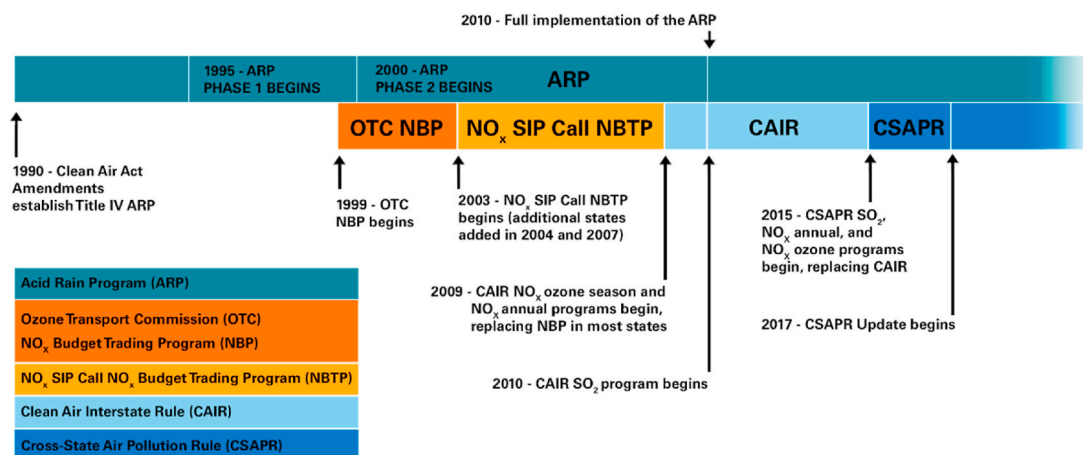 2010 - Full implementation of the ARP
1995 - ARP
PHASE 1 BEGINS
2000 - ARP
PHASE 2 BEGINS
ARP
OTC NBP
NOx SIP Call NBTP
CAIR
CSAPR
1990 - Clean Air Act
Amendments
establish Title IV ARP
1999 - OTC
NBP begins
2003 - NOx SIP Call NBTP
begins (additional states
added in 2004 and 2007)
2009 - CAIR NOx ozone season and
NOx annual programs begin,
replacing NBP in most states
2010 - CAIR SO2 program begins
2015 - CSAPR SO2,
NOx annual, and
NOx ozone programs
begin, replacing CAIR
2017 - CSAPR Update begins
Acid Rain Program (ARP)
Ozone Transport Commission (OTC)
NOx Budget Trading Program (NBP)
NOx SIP Call NOx Budget Trading Program (NBTP)
Clean Air Interstate Rule (CAIR)
Cross-State Air Pollution Rule (CSAPR)